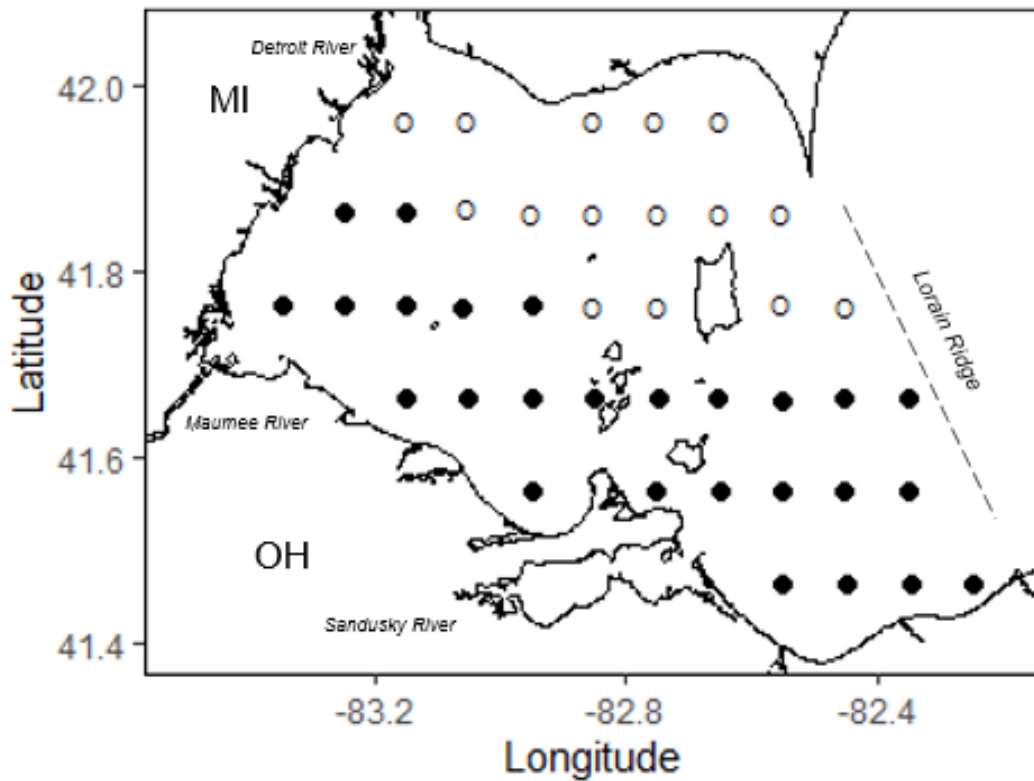 Detroit River
MI
42.0
41.8
Latitude
Lorain Ridge
Maumee River
41.6
OH
Sandusky River
41.4
-83.2
-82.8
-82.4
Longitude